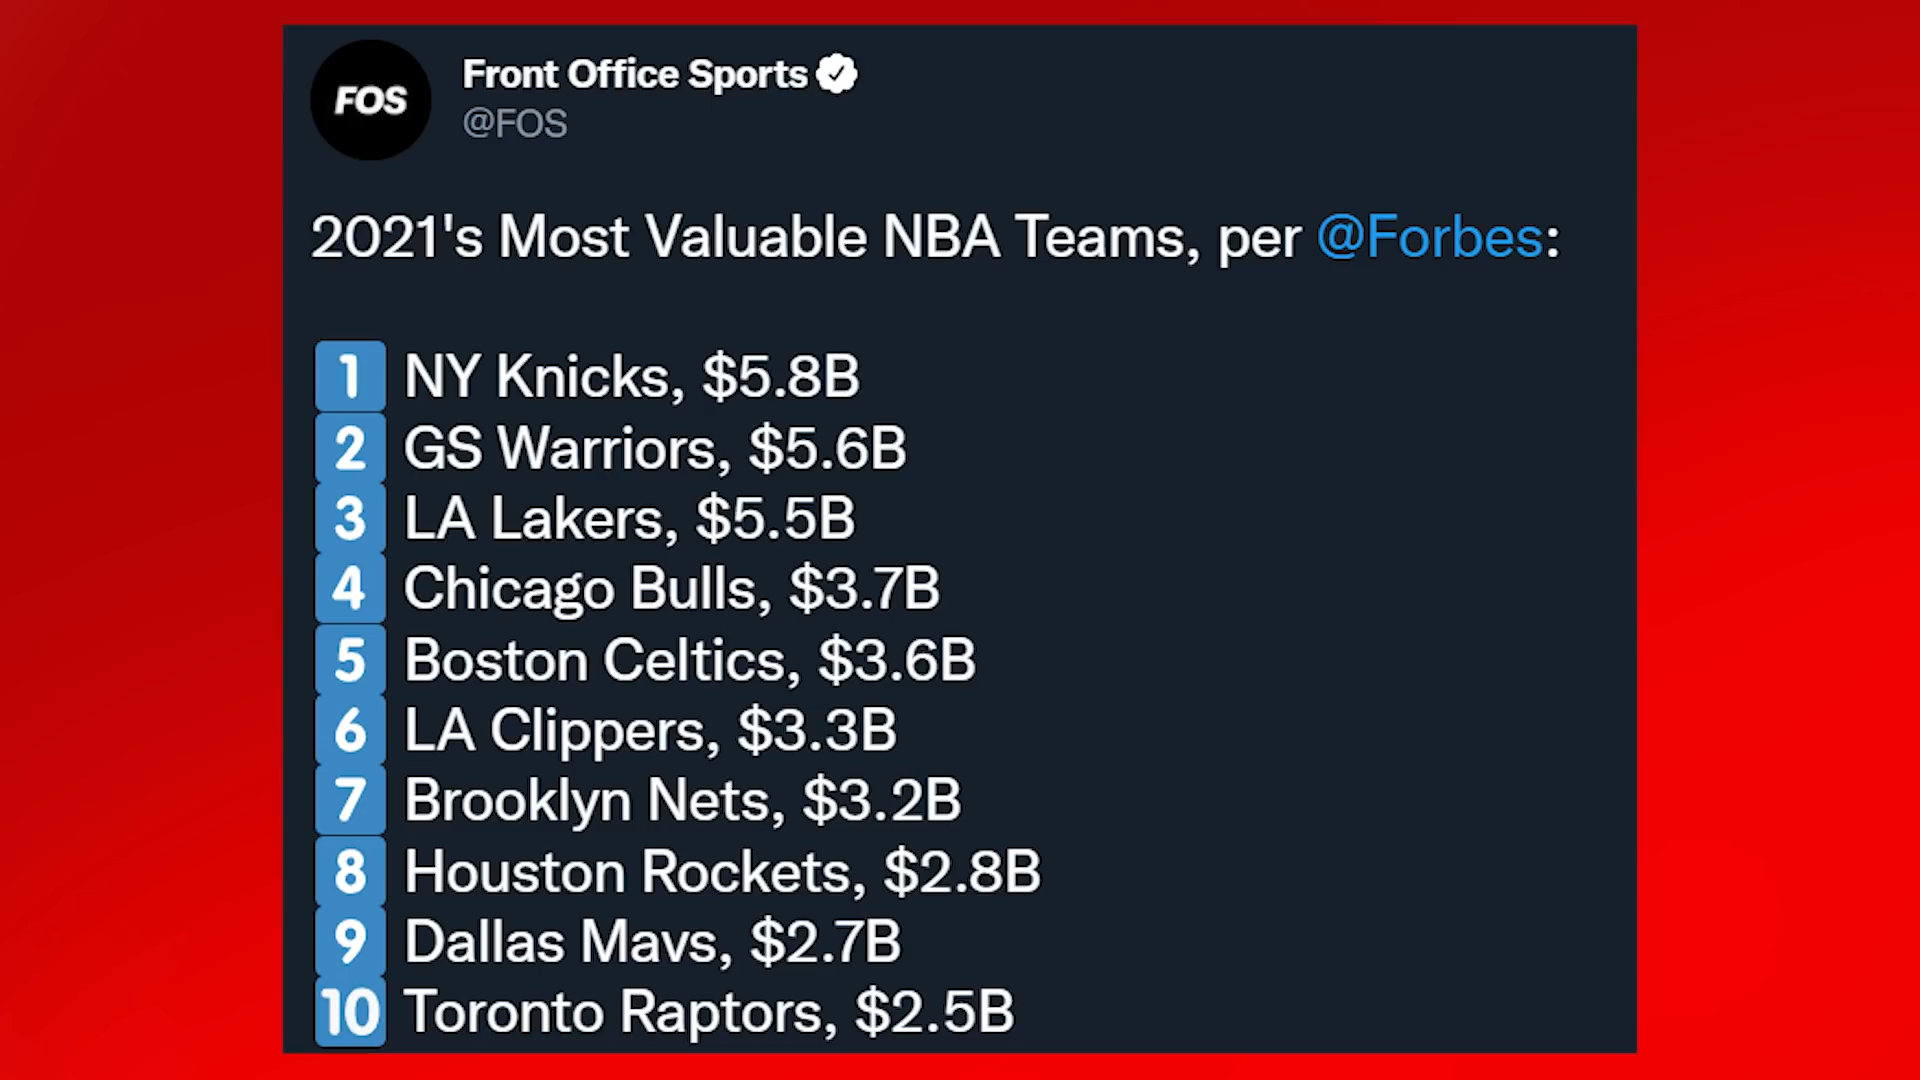 FOS
Front Office Sports
@FOS
2021's Most Valuable NBA Teams, per @Forbes:
1 NY Knicks, $5.8B
2 GS Warriors, $5.6B
3 LA Lakers, $5.5B
4 Chicago Bulls, $3.7B
5 Boston Celtics, $3.6B
6 LA Clippers, $3.3B
7 Brooklyn Nets, $3.2B
8 Houston Rockets, $2.8B
9 Dallas Mavs, $2.7B
10 Toronto Raptors, $2.5B